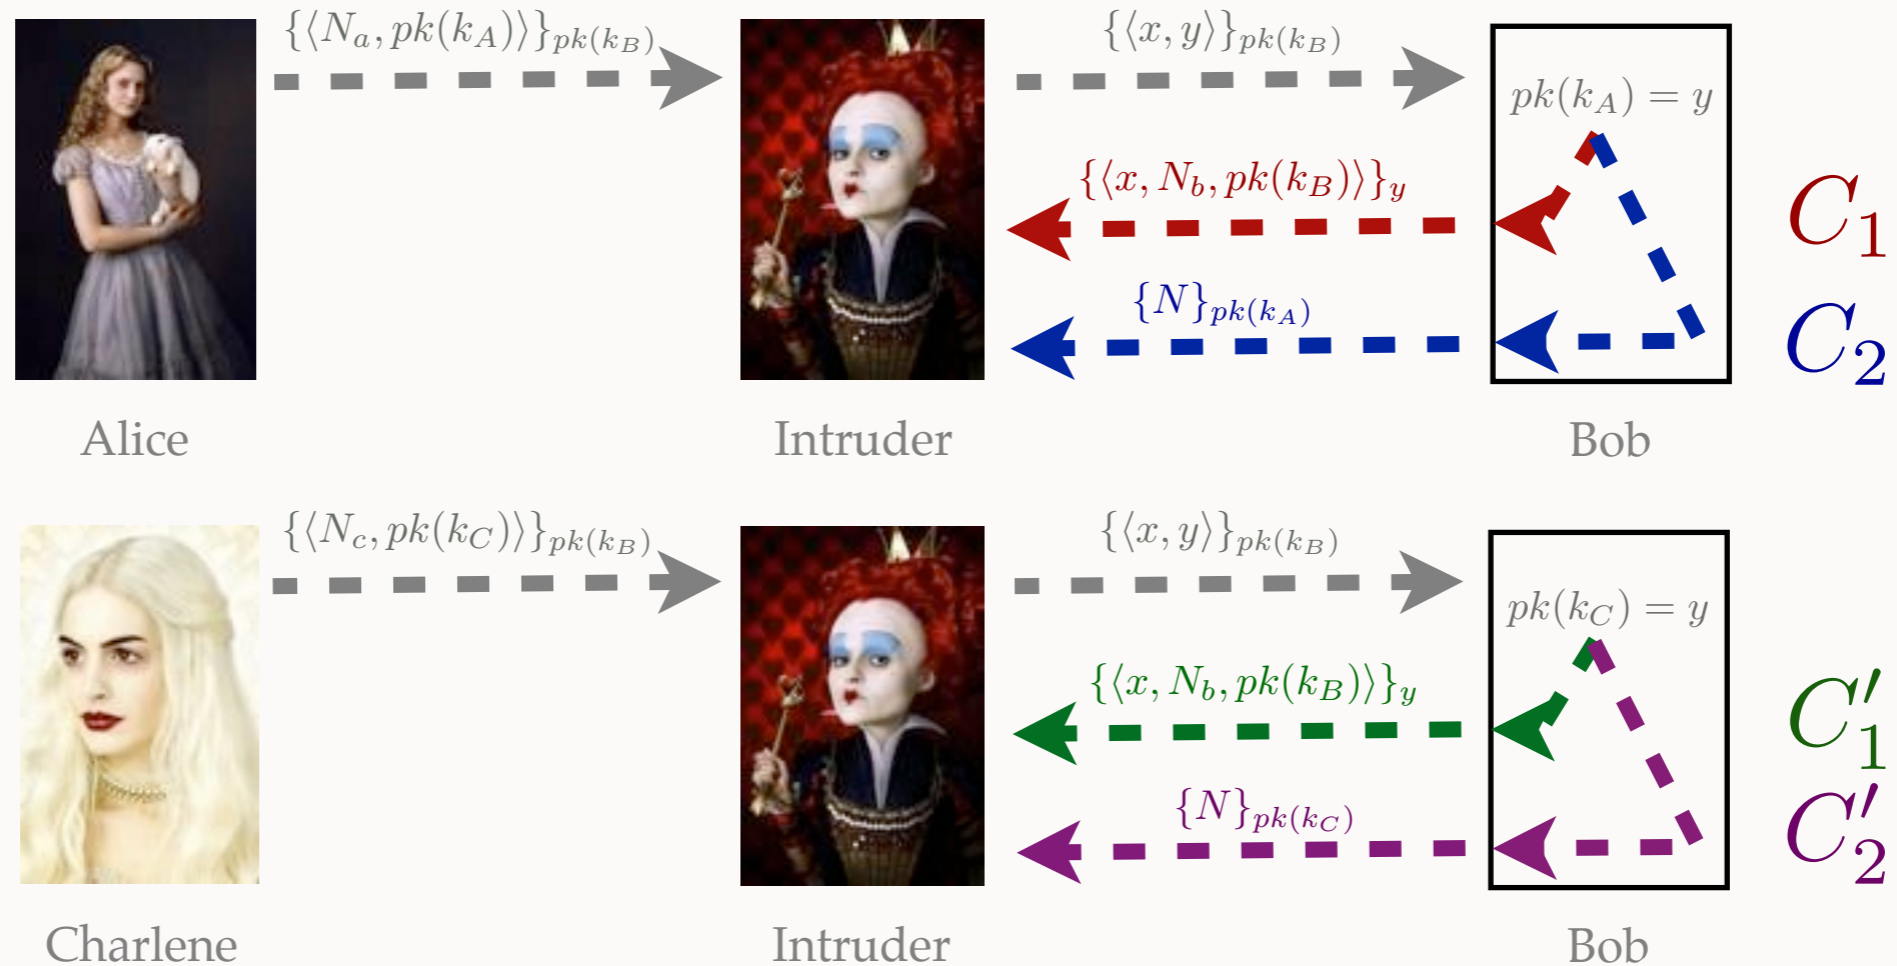 {⟨N_a, pk(k_A)⟩}_{pk(k_B)}
{⟨x, y⟩}_{pk(k_B)}
pk(k_A) = y
{⟨x, N_b, pk(k_B)⟩}_y
C_1
{N}_{pk(k_A)}
C_2
Alice
Intruder
Bob
{⟨N_c, pk(k_C)⟩}_{pk(k_B)}
{⟨x, y⟩}_{pk(k_B)}
pk(k_C) = y
{⟨x, N_b, pk(k_B)⟩}_y
C'_1
{N}_{pk(k_C)}
C'_2
Charlene
Intruder
Bob